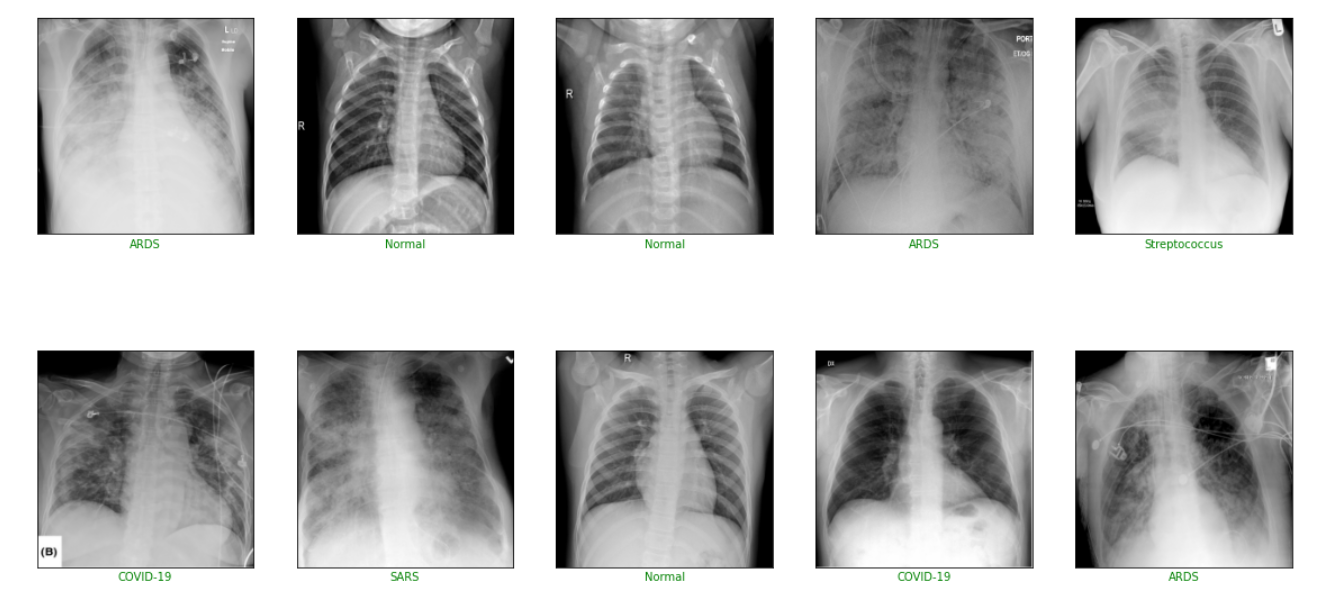 L
PORT
L
R
R
ARDS
Normal
Normal
ARDS
Streptococcus
R
(B)
COVID-19
SARS
Normal
COVID-19
ARDS